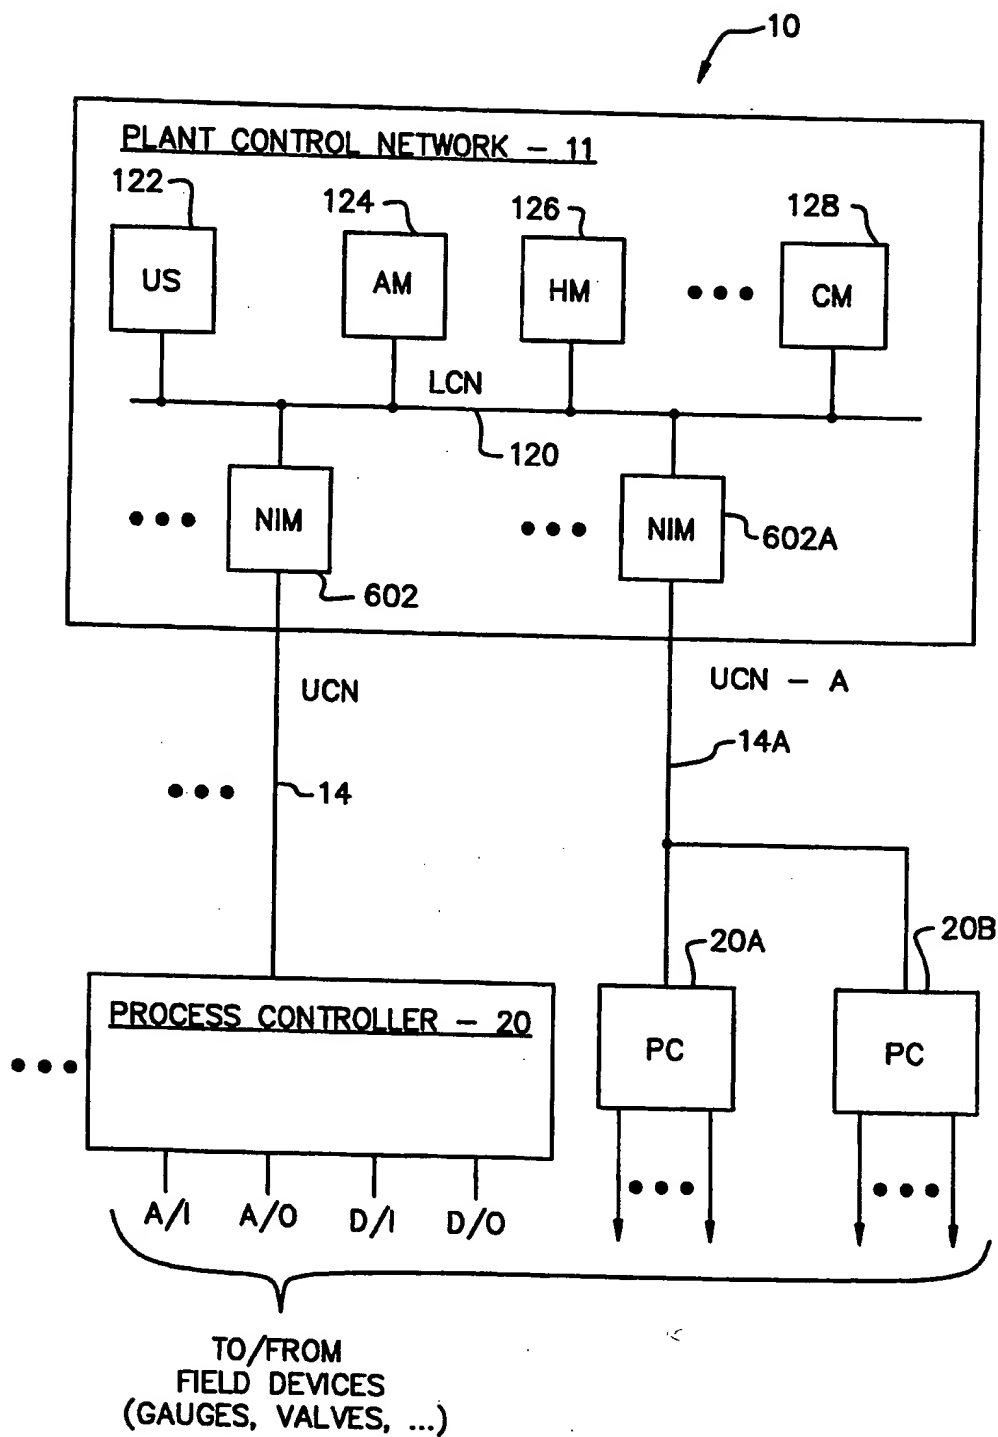 10
PLANT CONTROL NETWORK - 11
122
124
126
128
US
AM
HM
CM
LCN
120
NIM
NIM
602
602A
UCN
UCN - A
14
14A
20A
20B
PROCESS CONTROLLER - 20
PC
PC
A/I
A/O
D/I
D/O
TO/FROM
FIELD DEVICES
(GAUGES, VALVES, ...)